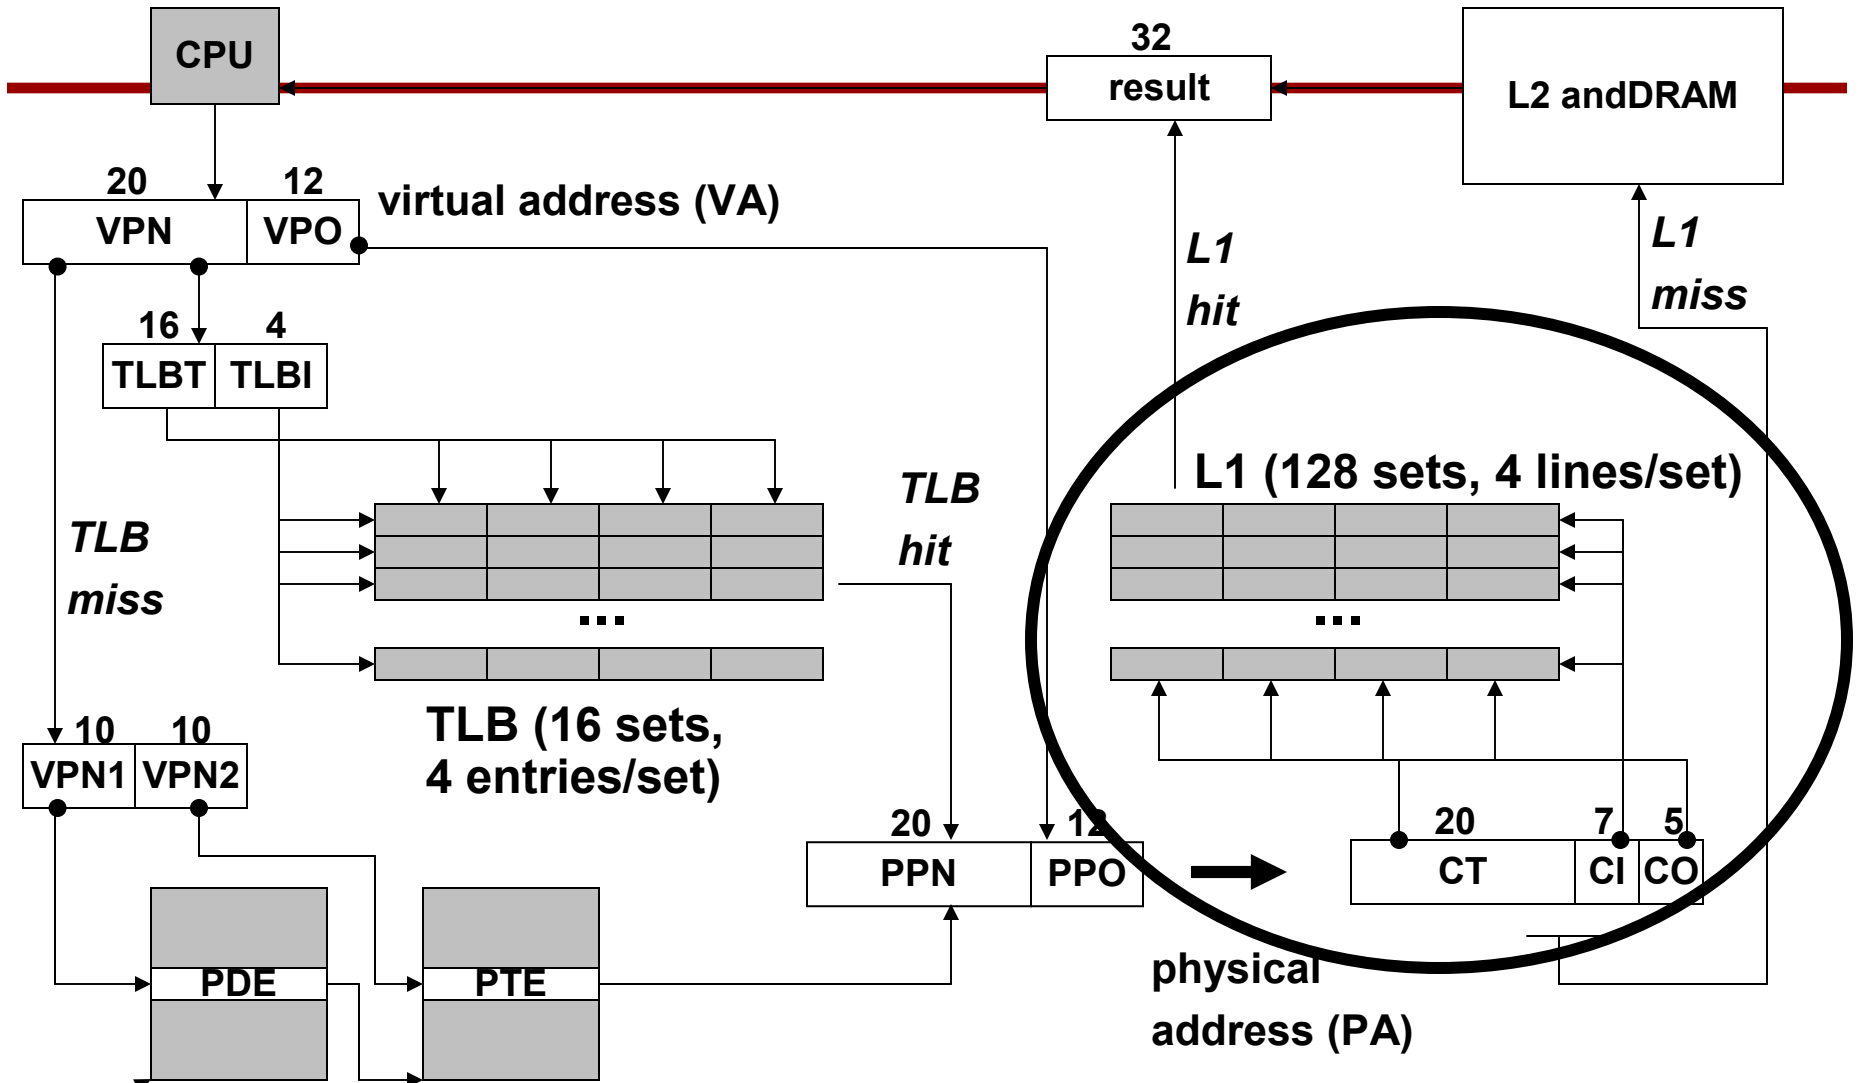 CPU
32
result
L2 andDRAM
20 12
VPN VPO
virtual address (VA)
L1
hit
L1
miss
16 4
TLBT TLBI
L1 (128 sets, 4 lines/set)
TLB
hit
TLB
miss
...
...
TLB (16 sets,
4 entries/set)
10 10
VPN1 VPN2
20 12
PPN PPO
20 7 5
CT CI CO
PDE
PTE
physical
address (PA)